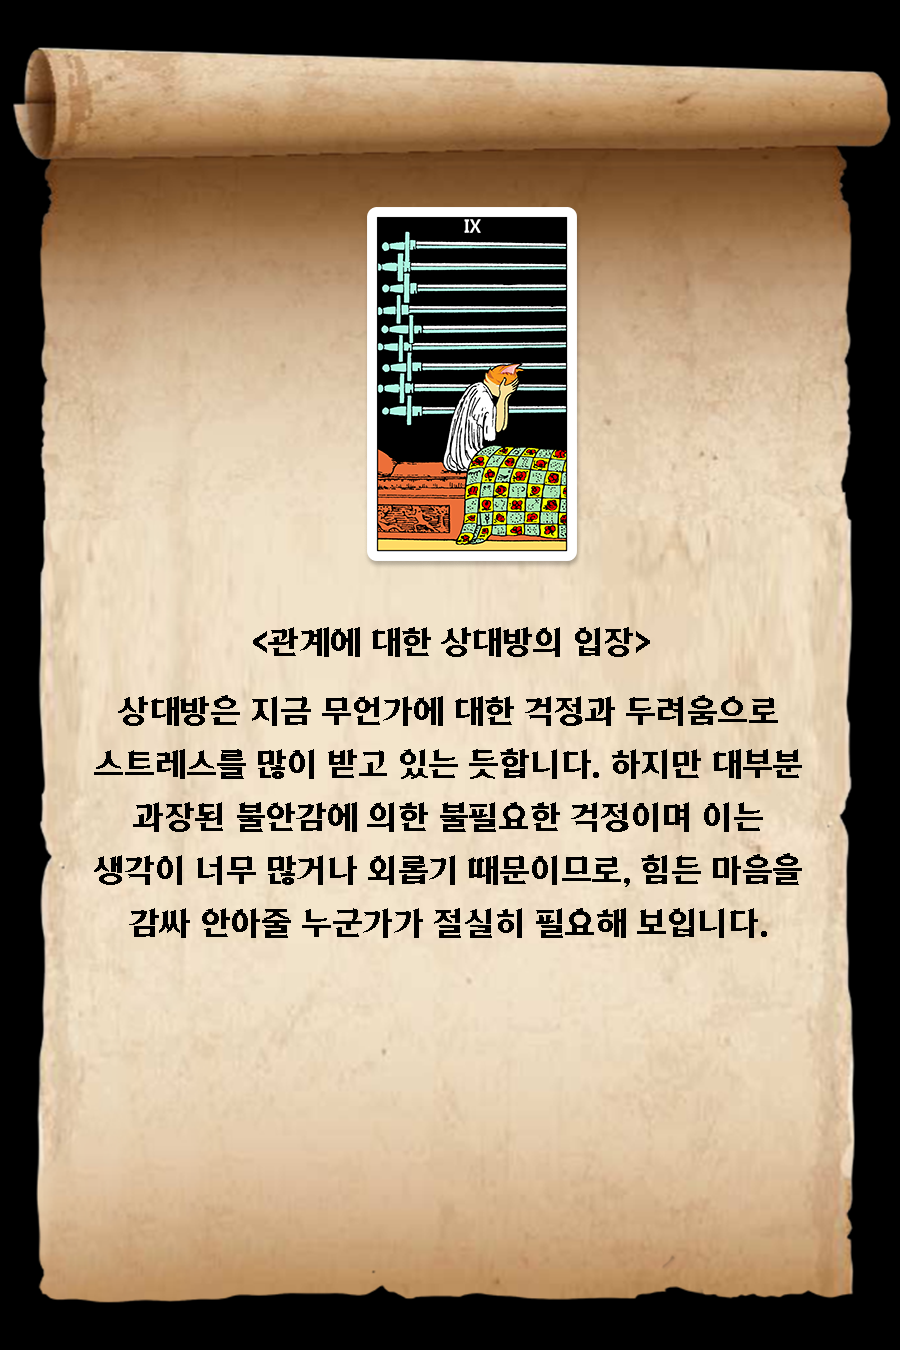 IX
<관계에 대한 상대방의 입장>
상대방은 지금 무언가에 대한 걱정과 두려움으로
스트레스를 많이 받고 있는 듯합니다. 하지만 대부분
과장된 불안감에 의한 불필요한 걱정이며 이는
생각이 너무 많거나 외롭기 때문이므로, 힘든 마음을
감싸 안아줄 누군가가 절실히 필요해 보입니다.